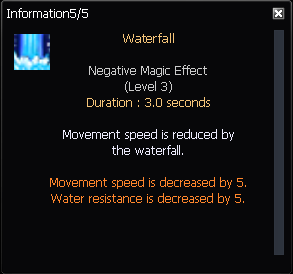 Information5/5
Waterfall
Negative Magic Effect
(Level 3)
Duration : 3.0 seconds
Movement speed is reduced by
the waterfall.
Movement speed is decreased by 5.
Water resistance is decreased by 5.